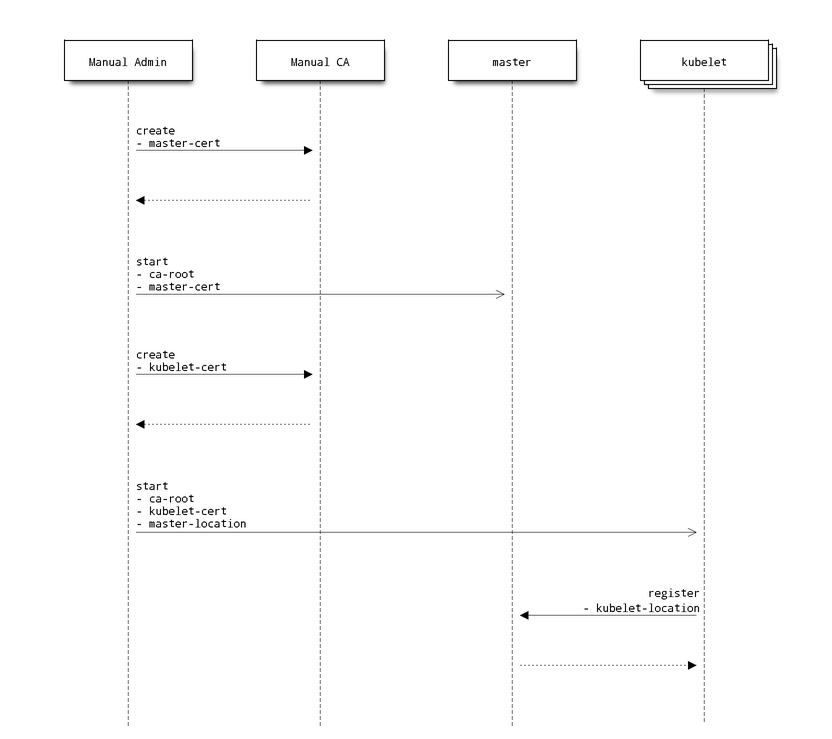 Manual Admin
Manual CA
master
kubelet
create
- master-cert
start
- ca-root
- master-cert
create
- kubelet-cert
start
- ca-root
- kubelet-cert
- master-location
register
- kubelet-location